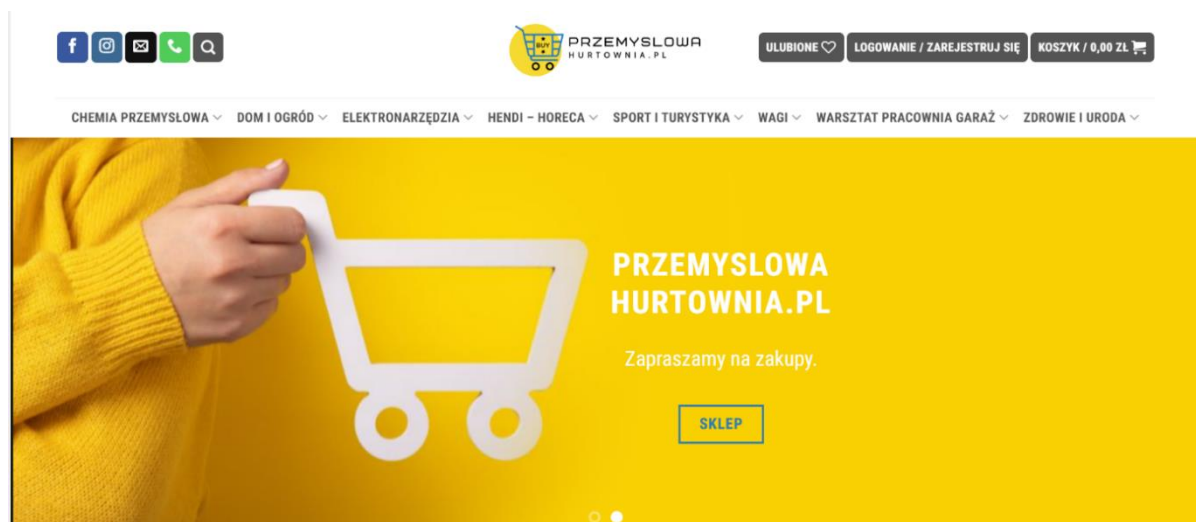 BUY
PRZEMYSLOWA
HURTOWNIA.PL
ULUBIONE
LOGOWANIE / ZAREJESTRUJ SIĘ
KOSZYK / 0,00 ZŁ
CHEMIA PRZEMYSŁOWA
DOM I OGRÓD
ELEKTRONARZĘDZIA
HENDI – HORECA
SPORT I TURYSTYKA
WAGI
WARSZTAT PRACOWNIA GARAŻ
ZDROWIE I URODA
PRZEMYSLOWA
HURTOWNIA.PL
Zapraszamy na zakupy.
SKLEP